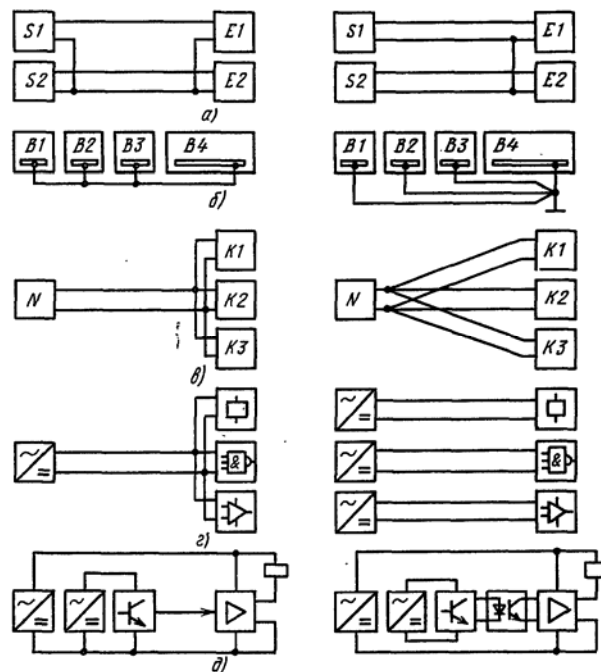 S1 E1 S1 E1
S2 E2 S2 E2
а)
B1 B2 B3 B4 B1 B2 B3 B4
б)
K1 K1
N K2 N K2
K3 K3
в)
~ ~
=  =
~ & ~ &
= =
~
=
г)
~ ~ ~ ~
= = = =
д)